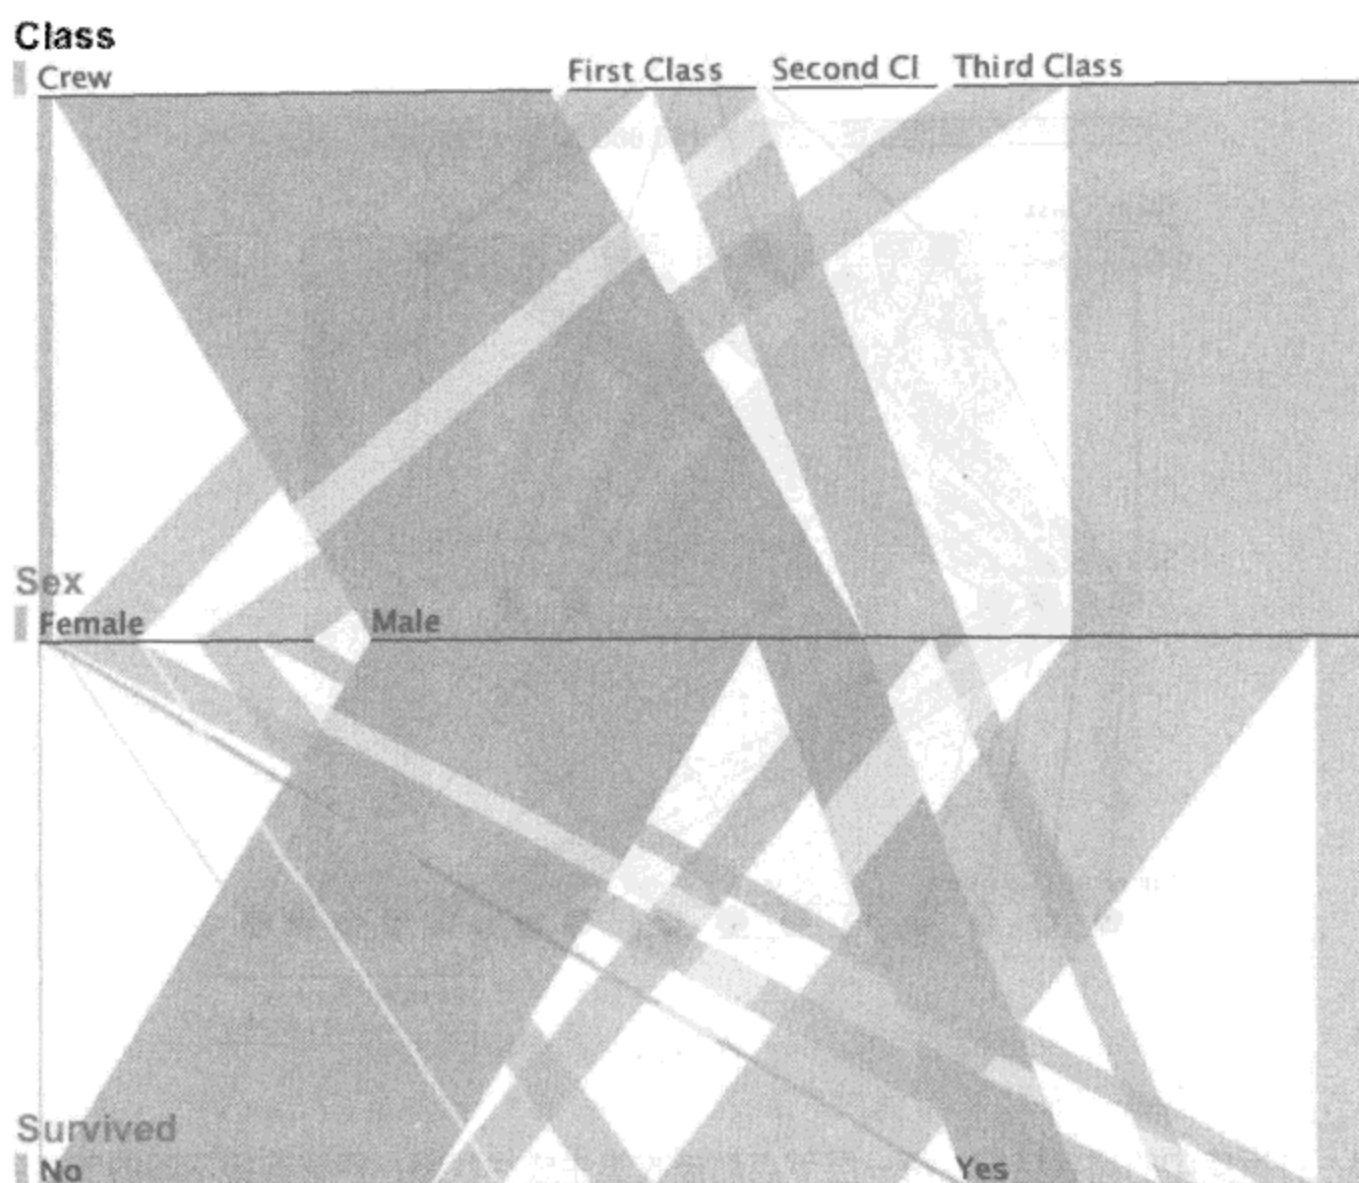 Class
Crew First Class Second Cl Third Class
Sex
Female Male
Survived
No Yes